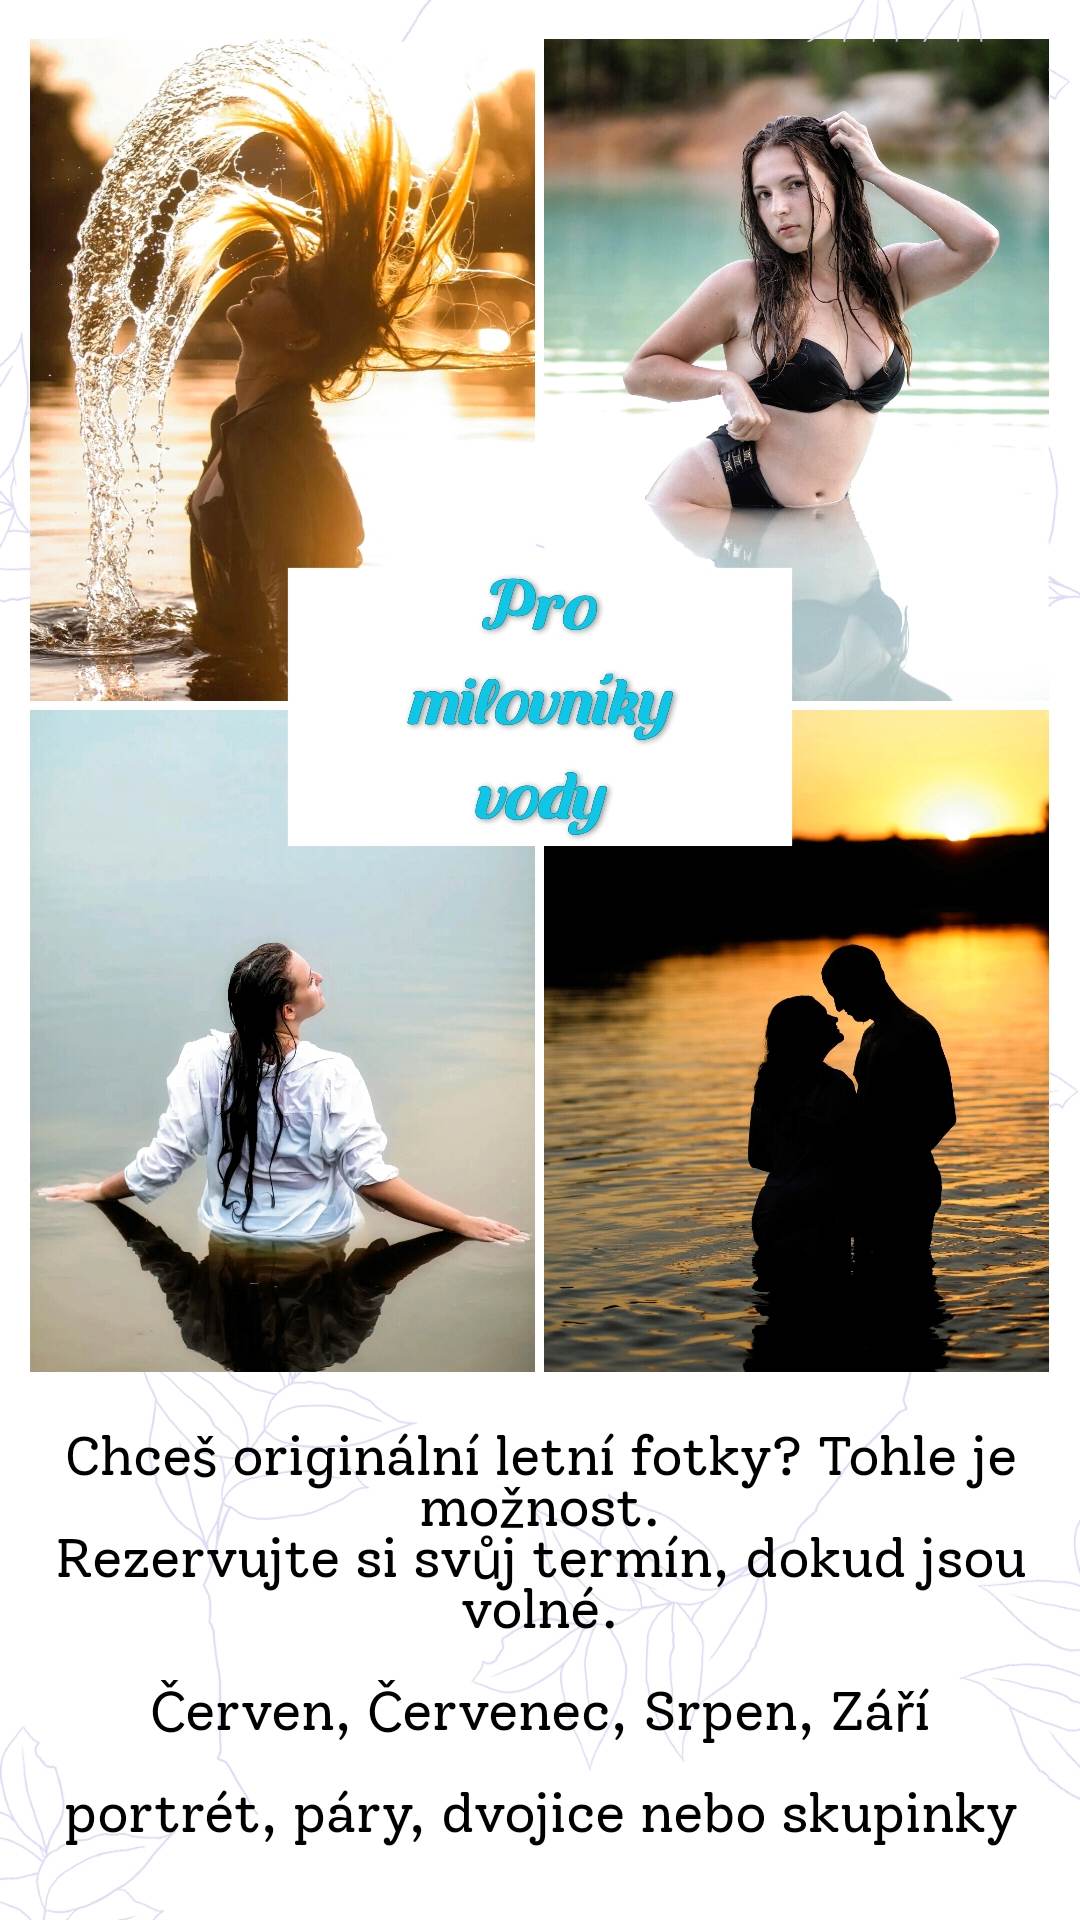 Pro
milovníky
vody
Chceš originální letní fotky? Tohle je
možnost.
Rezervujte si svůj termín, dokud jsou
volné.
Červen, Červenec, Srpen, Září
portrét, páry, dvojice nebo skupinky